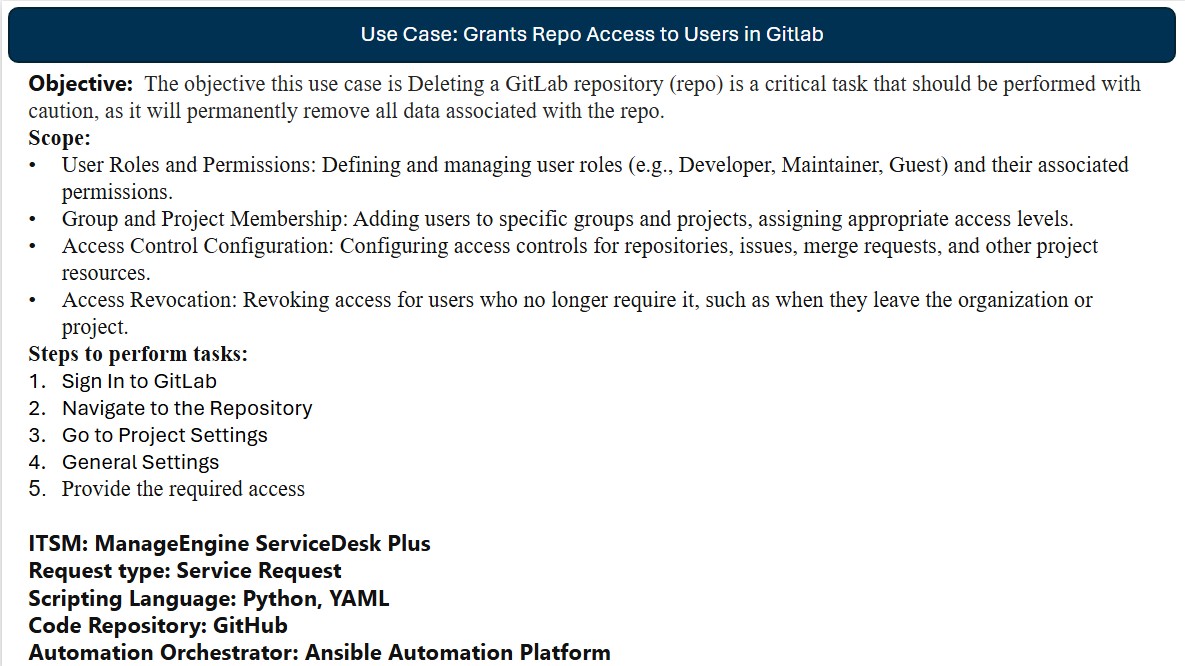 Use Case: Grants Repo Access to Users in Gitlab
Objective: The objective this use case is Deleting a GitLab repository (repo) is a critical task that should be performed with
caution, as it will permanently remove all data associated with the repo.
Scope:
• User Roles and Permissions: Defining and managing user roles (e.g., Developer, Maintainer, Guest) and their associated
permissions.
• Group and Project Membership: Adding users to specific groups and projects, assigning appropriate access levels.
• Access Control Configuration: Configuring access controls for repositories, issues, merge requests, and other project
resources.
• Access Revocation: Revoking access for users who no longer require it, such as when they leave the organization or
project.
Steps to perform tasks:
1. Sign In to GitLab
2. Navigate to the Repository
3. Go to Project Settings
4. General Settings
5. Provide the required access
ITSM: ManageEngine ServiceDesk Plus
Request type: Service Request
Scripting Language: Python, YAML
Code Repository: GitHub
Automation Orchestrator: Ansible Automation Platform